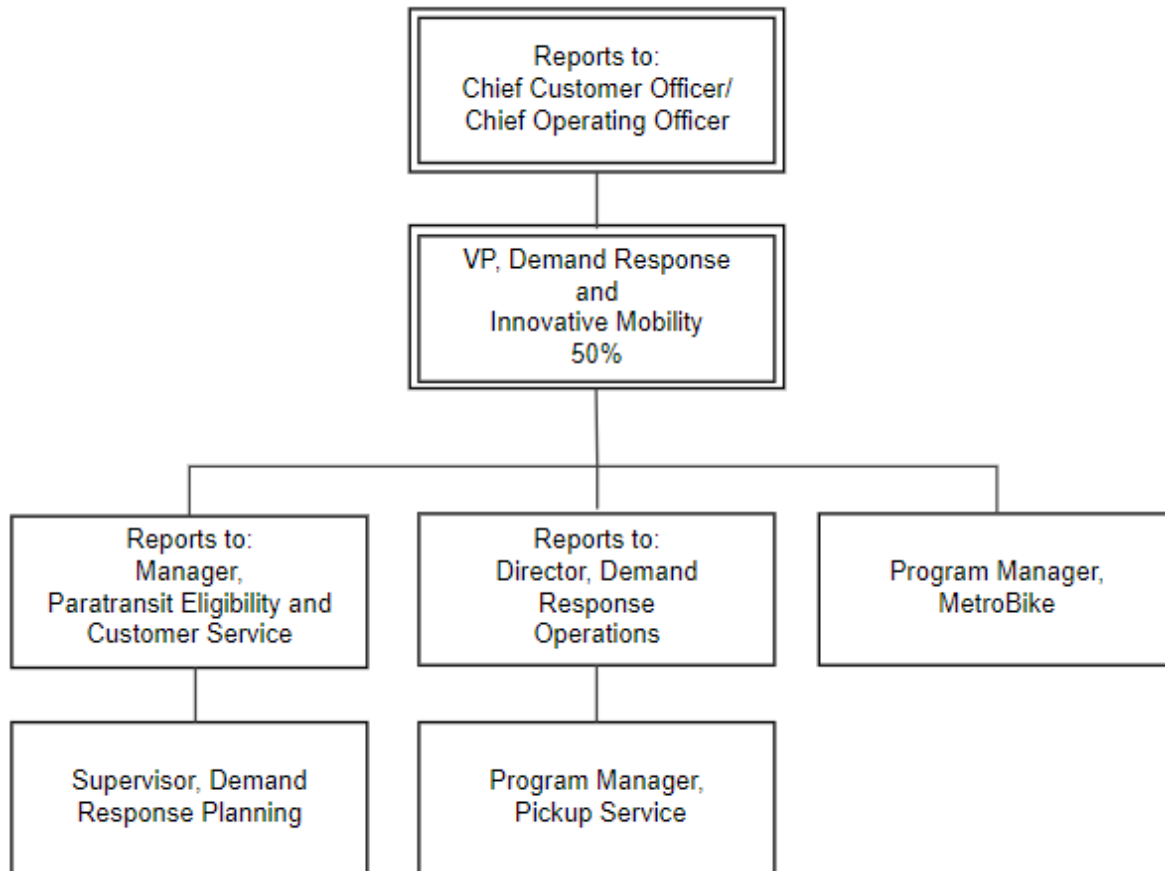 Reports to:
Chief Customer Officer/
Chief Operating Officer
VP, Demand Response
and
Innovative Mobility
50%
Reports to:
Manager,
Paratransit Eligibility and
Customer Service
Reports to:
Director, Demand
Response
Operations
Program Manager,
MetroBike
Supervisor, Demand
Response Planning
Program Manager,
Pickup Service